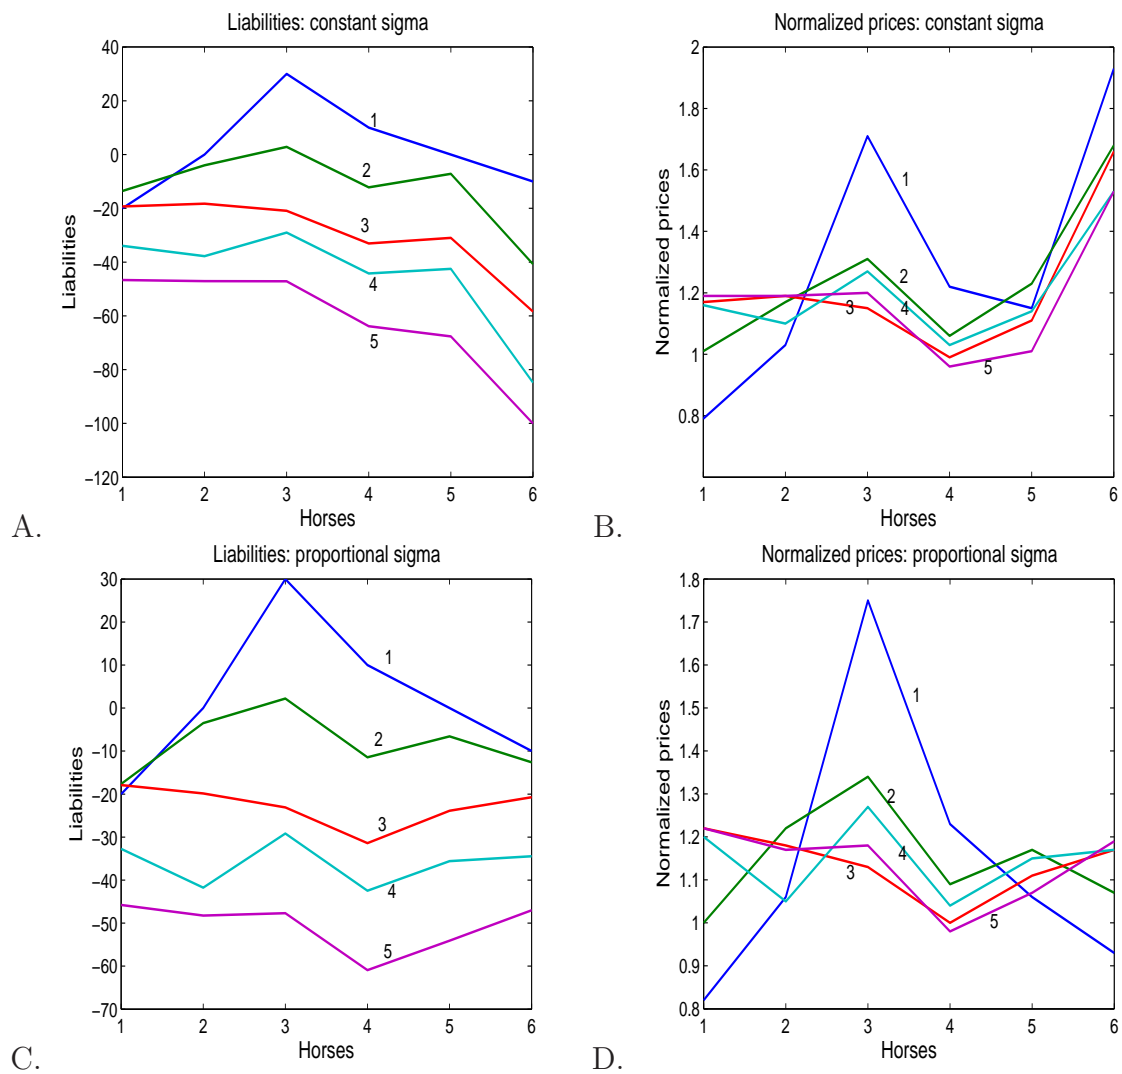 Liabilities: constant sigma
40
20
0
−20
−40
−60
−80
−100
−120
Liabilities
1
2
3
4
5
1 2 3 4 5 6
Horses
A.
Normalized prices: constant sigma
2
1.8
1.6
1.4
1.2
1
0.8
Normalized prices
1
2
3 4
5
1 2 3 4 5 6
Horses
B.
Liabilities: proportional sigma
30
20
10
0
−10
−20
−30
−40
−50
−60
−70
Liabilities
1
2
3
4
5
1 2 3 4 5 6
Horses
C.
Normalized prices: proportional sigma
1.8
1.7
1.6
1.5
1.4
1.3
1.2
1.1
1
0.9
0.8
Normalized prices
1
2
4
3
5
1 2 3 4 5 6
Horses
D.